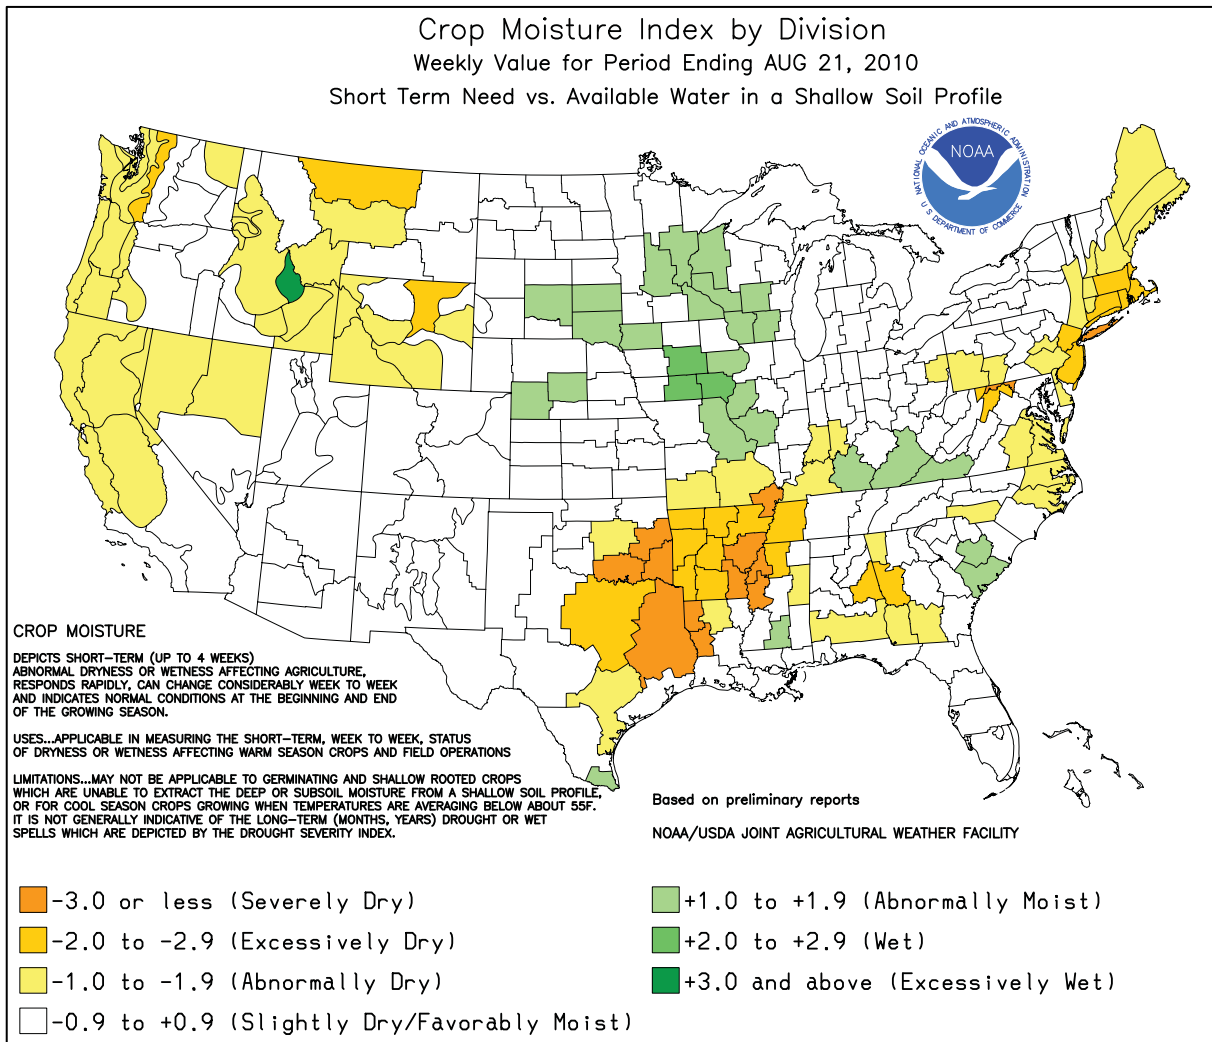 Crop Moisture Index by Division
Weekly Value for Period Ending AUG 21, 2010
Short Term Need vs. Available Water in a Shallow Soil Profile
NATIONAL OCEANIC AND ATMOSPHERIC ADMINISTRATION
NOAA
U S DEPARTMENT OF COMMERCE
CROP MOISTURE
DEPICTS SHORT-TERM (UP TO 4 WEEKS)
ABNORMAL DRYNESS OR WETNESS AFFECTING AGRICULTURE,
RESPONDS RAPIDLY, CAN CHANGE CONSIDERABLY WEEK TO WEEK
AND INDICATES NORMAL CONDITIONS AT THE BEGINNING AND END
OF THE GROWING SEASON.
USES...APPLICABLE IN MEASURING THE SHORT-TERM, WEEK TO WEEK, STATUS
OF DRYNESS OR WETNESS AFFECTING WARM SEASON CROPS AND FIELD OPERATIONS
LIMITATIONS...MAY NOT BE APPLICABLE TO GERMINATING AND SHALLOW ROOTED CROPS
WHICH ARE UNABLE TO EXTRACT THE DEEP OR SUBSOIL MOISTURE FROM A SHALLOW SOIL PROFILE,
OR FOR COOL SEASON CROPS GROWING WHEN TEMPERATURES ARE AVERAGING BELOW ABOUT 55F.
IT IS NOT GENERALLY INDICATIVE OF THE LONG-TERM (MONTHS, YEARS) DROUGHT OR WET
SPELLS WHICH ARE DEPICTED BY THE DROUGHT SEVERITY INDEX.
Based on preliminary reports
NOAA/USDA JOINT AGRICULTURAL WEATHER FACILITY
-3.0 or less (Severely Dry)
-2.0 to -2.9 (Excessively Dry)
-1.0 to -1.9 (Abnormally Dry)
-0.9 to +0.9 (Slightly Dry/Favorably Moist)
+1.0 to +1.9 (Abnormally Moist)
+2.0 to +2.9 (Wet)
+3.0 and above (Excessively Wet)